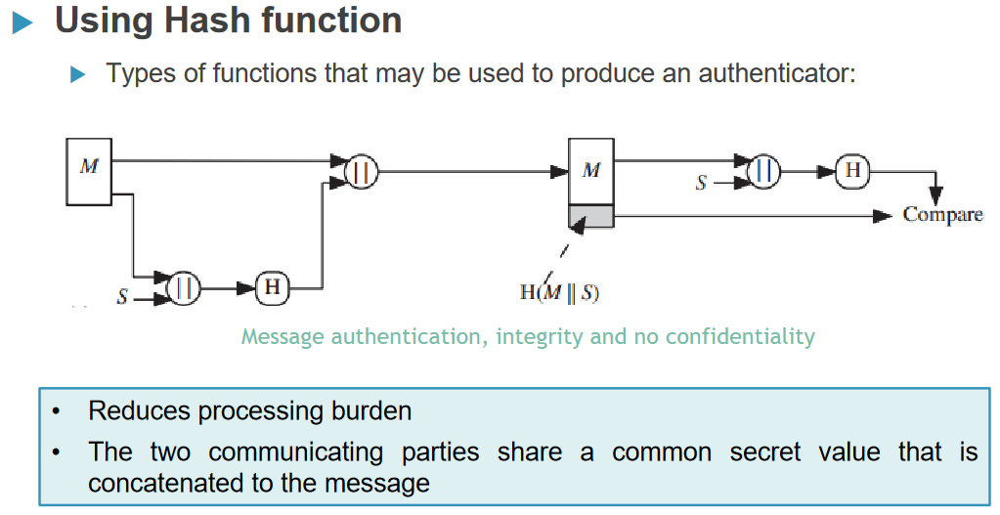 Using Hash function
Types of functions that may be used to produce an authenticator:
M
||
M
S
||
H
Compare
S
||
H
H(M || S)
Message authentication, integrity and no confidentiality
• Reduces processing burden
• The two communicating parties share a common secret value that is
concatenated to the message